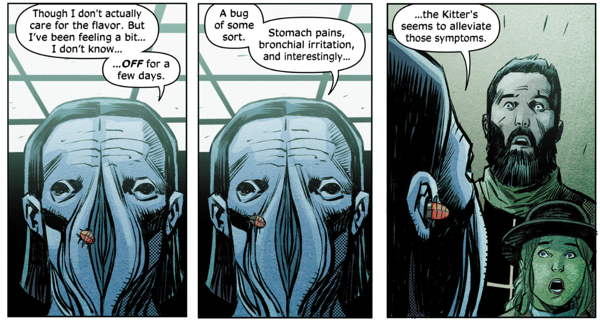 Though I don't actually
care for the flavor. But
I've been feeling a bit...
I don't know...
...OFF for a
few days.
A bug
of some
sort.
Stomach pains,
bronchial irritation,
and interestingly...
...the Kitter's
seems to alleviate
those symptoms.